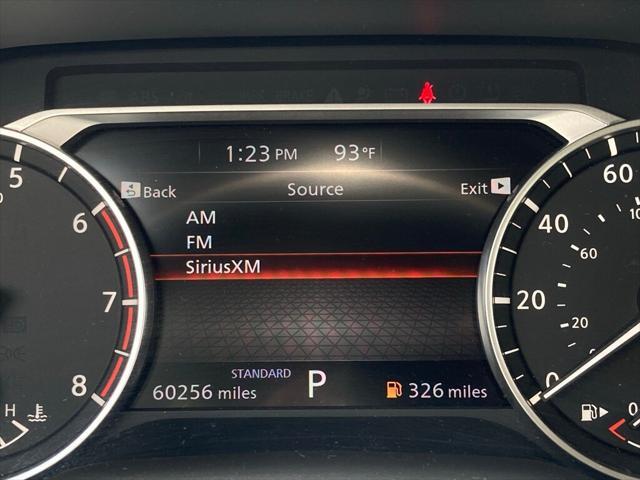 1:23 PM 93°F
Back Source Exit
AM
FM
SiriusXM
STANDARD
60256 miles P 326 miles
5
6
7
8
H
60
40
20
0
60
20
0